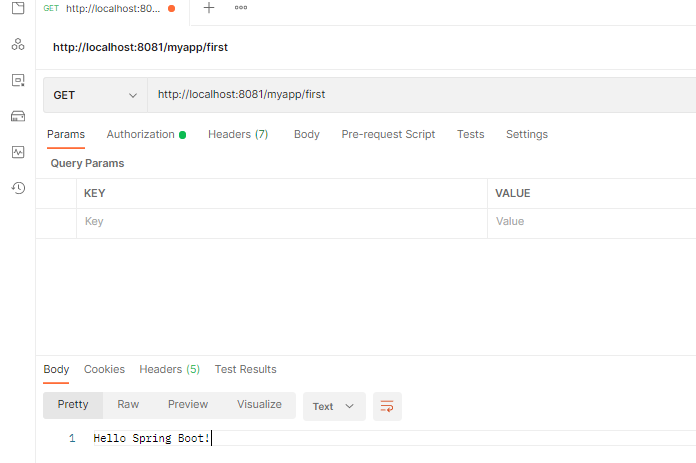 GET http://localhost:80...
http://localhost:8081/myapp/first
GET http://localhost:8081/myapp/first
Params Authorization Headers (7) Body Pre-request Script Tests Settings
Query Params
KEY VALUE
Key Value
Body Cookies Headers (5) Test Results
Pretty Raw Preview Visualize Text
1 Hello Spring Boot!